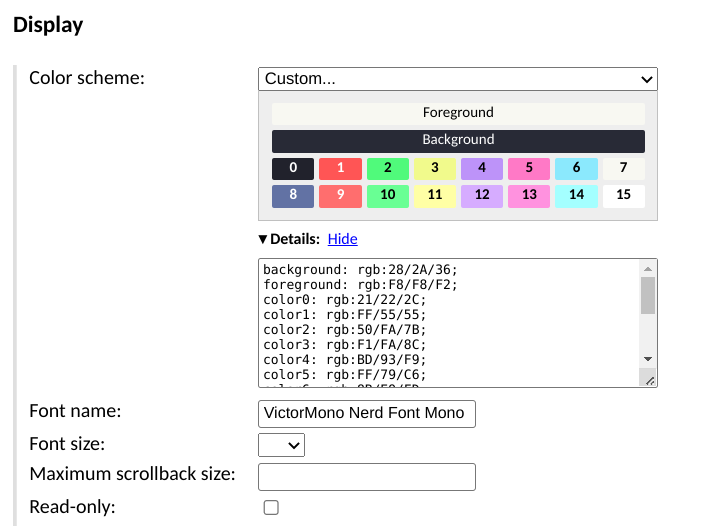 Display
Color scheme:
Custom...
Foreground
Background
0 1 2 3 4 5 6 7
8 9 10 11 12 13 14 15
▼Details: Hide
background: rgb:28/2A/36;
foreground: rgb:F8/F8/F2;
color0: rgb:21/22/2C;
color1: rgb:FF/55/55;
color2: rgb:50/FA/7B;
color3: rgb:F1/FA/8C;
color4: rgb:BD/93/F9;
color5: rgb:FF/79/C6;
Font name:
VictorMono Nerd Font Mono
Font size:
Maximum scrollback size:
Read-only: